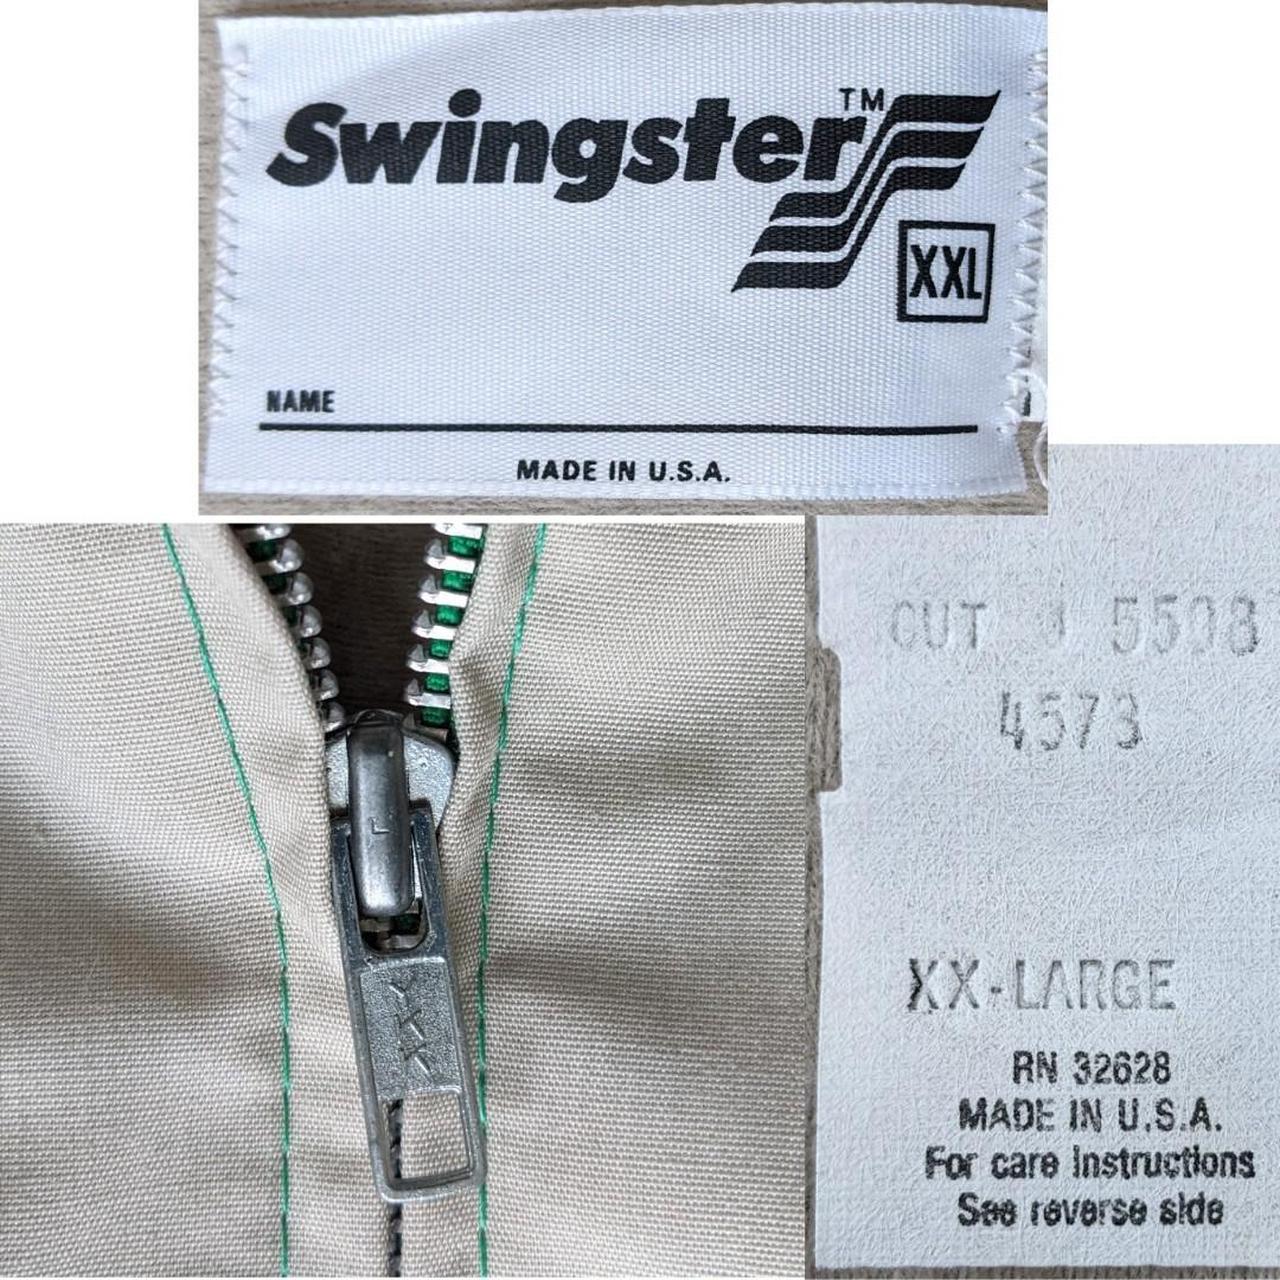 Swingster™
XXL
NAME
MADE IN U.S.A.
YKK
CUT J 5508
4573
XX-LARGE
RN 32628
MADE IN U.S.A.
For care instructions
See reverse side